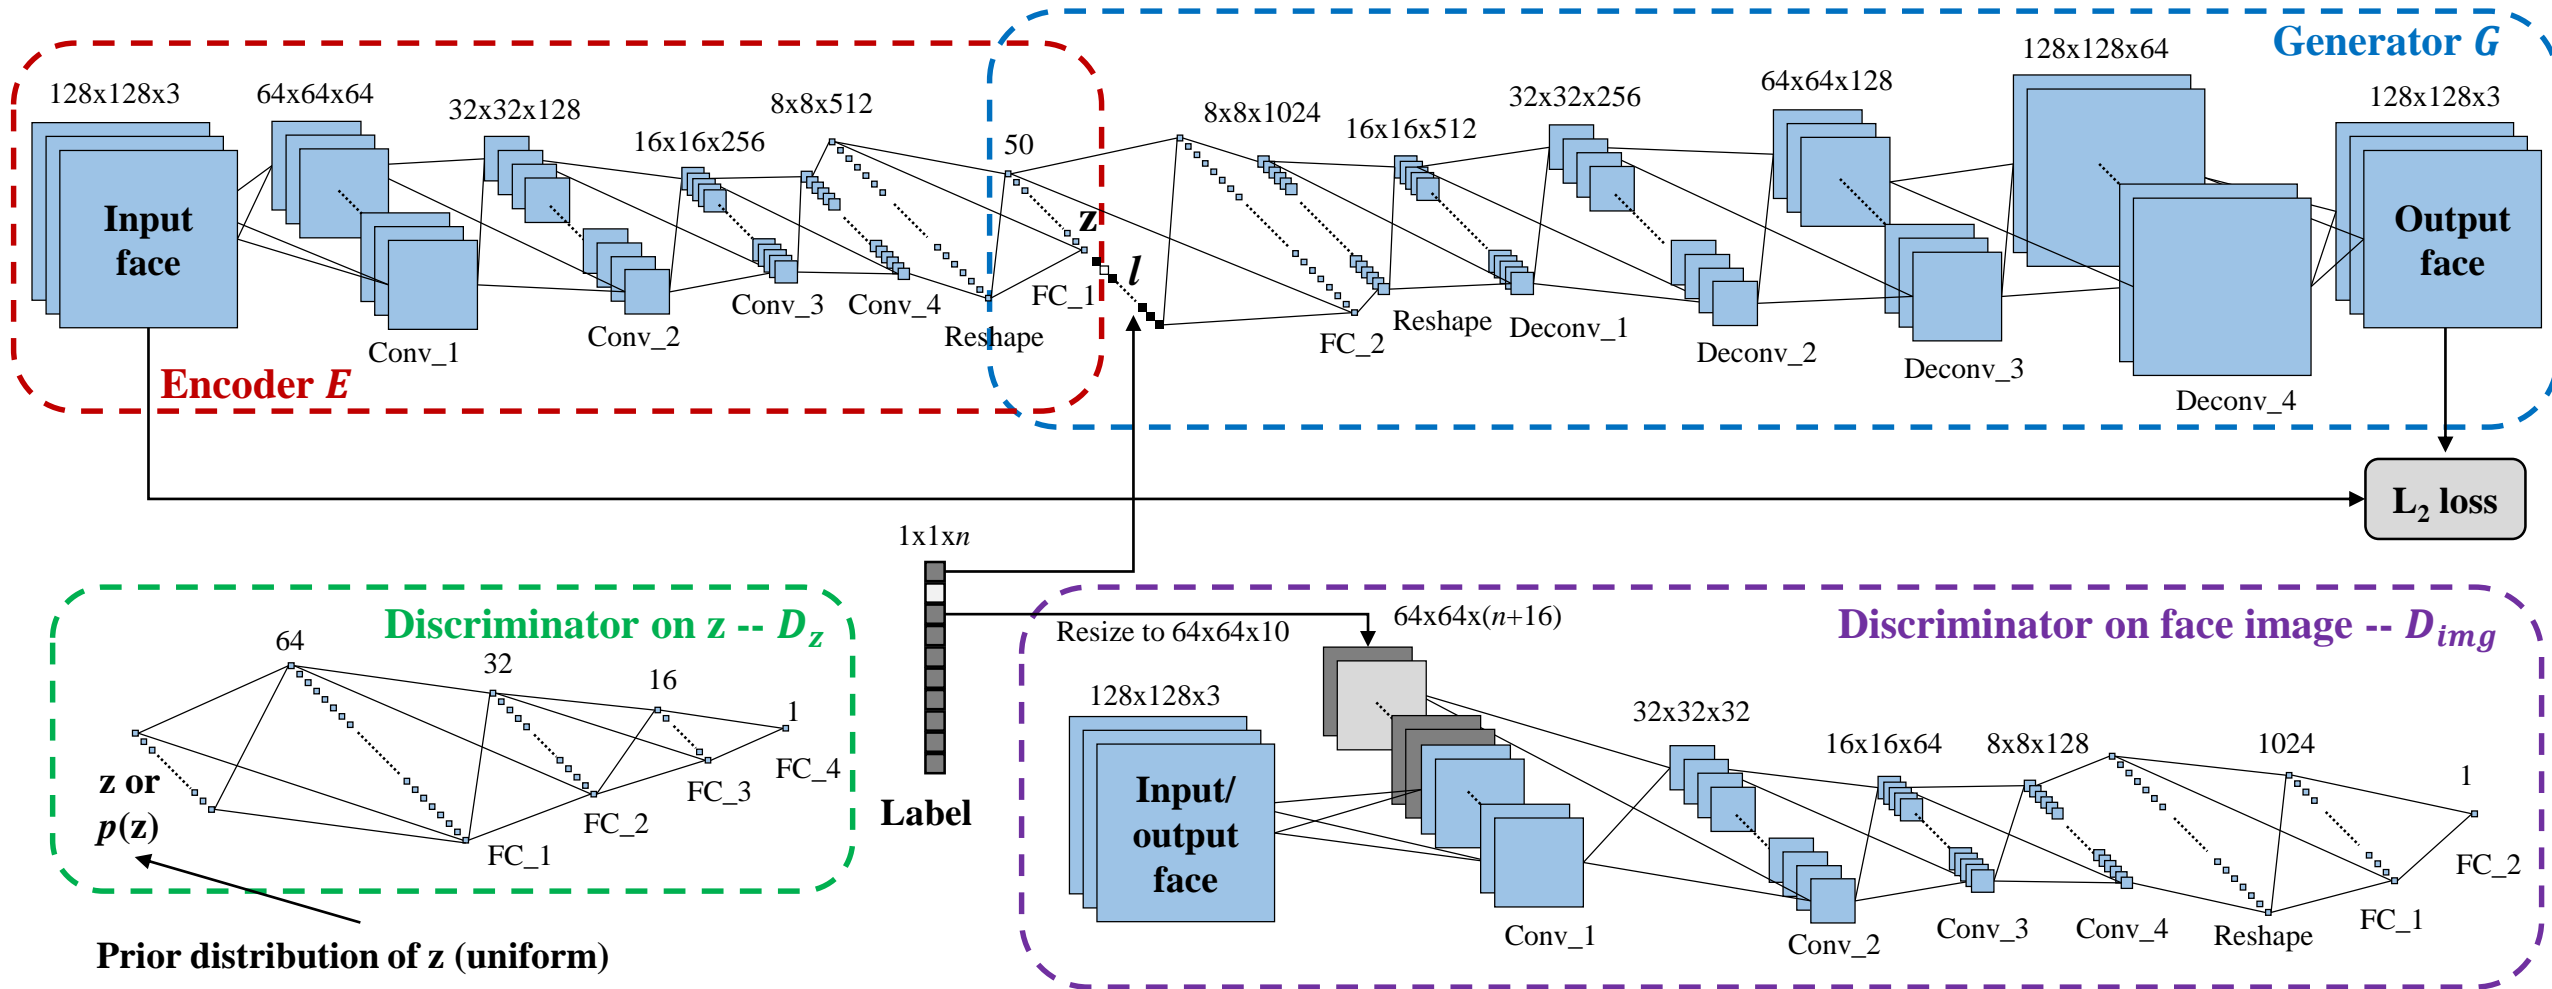 Generator G
128x128x3
64x64x64
32x32x128
16x16x256
8x8x512
50
8x8x1024
16x16x512
32x32x256
64x64x128
128x128x64
128x128x3
Input
face
z
l
Output
face
Conv_1
Conv_2
Conv_3
Conv_4
Reshape
FC_1
FC_2
Reshape
Deconv_1
Deconv_2
Deconv_3
Deconv_4
Encoder E
L2 loss
1x1xn
Label
Discriminator on z -- Dz
64
32
16
1
z or
p(z)
FC_1
FC_2
FC_3
FC_4
Prior distribution of z (uniform)
Resize to 64x64x10
64x64x(n+16)
Discriminator on face image -- Dimg
128x128x3
32x32x32
16x16x64
8x8x128
1024
1
Input/
output
face
Conv_1
Conv_2
Conv_3
Conv_4
Reshape
FC_1
FC_2